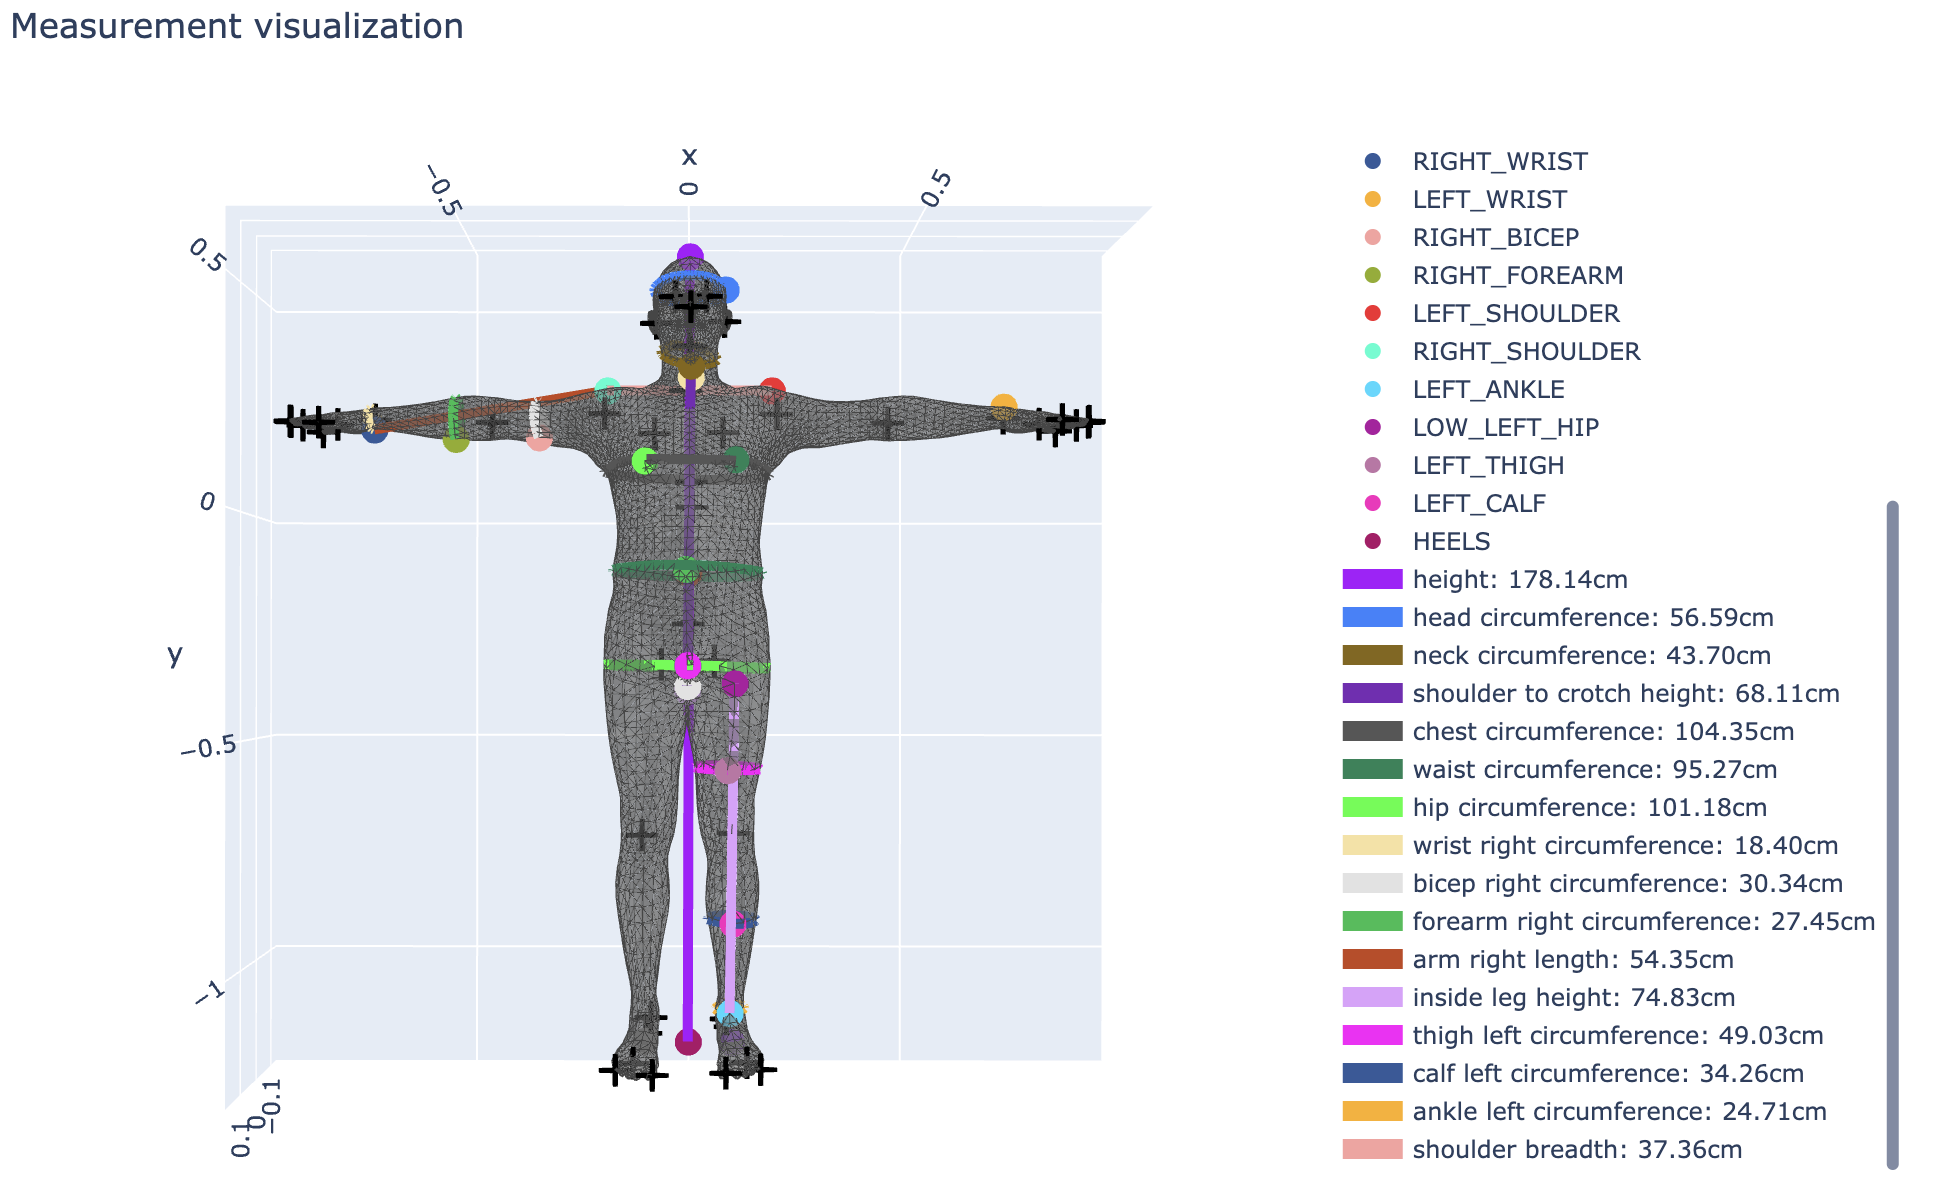 Measurement visualization
x
−0.5
0
0.5
0.5
0
y
−0.5
−1
0.1
0
−0.1
RIGHT_WRIST
LEFT_WRIST
RIGHT_BICEP
RIGHT_FOREARM
LEFT_SHOULDER
RIGHT_SHOULDER
LEFT_ANKLE
LOW_LEFT_HIP
LEFT_THIGH
LEFT_CALF
HEELS
height: 178.14cm
head circumference: 56.59cm
neck circumference: 43.70cm
shoulder to crotch height: 68.11cm
chest circumference: 104.35cm
waist circumference: 95.27cm
hip circumference: 101.18cm
wrist right circumference: 18.40cm
bicep right circumference: 30.34cm
forearm right circumference: 27.45cm
arm right length: 54.35cm
inside leg height: 74.83cm
thigh left circumference: 49.03cm
calf left circumference: 34.26cm
ankle left circumference: 24.71cm
shoulder breadth: 37.36cm